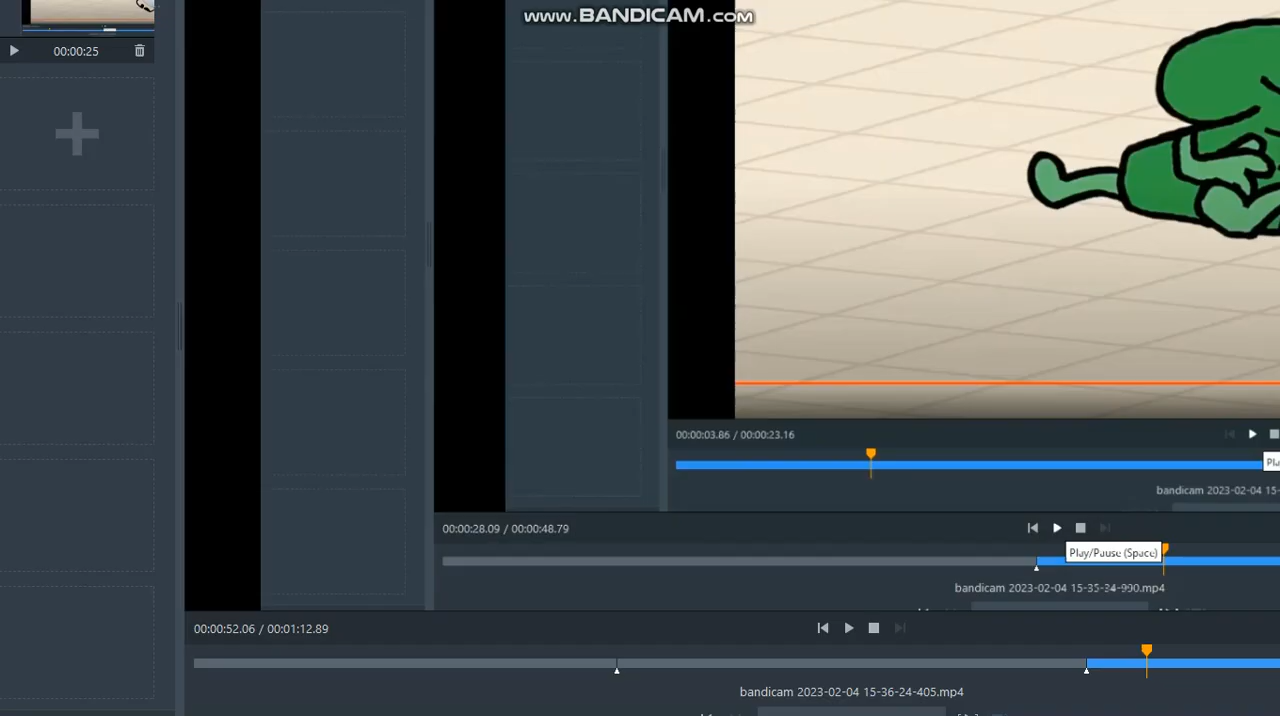 www.BANDICAM.com
00:00:25
00:00:03.86 / 00:00:23.16
bandicam 2023-02-04 15-
00:00:28.09 / 00:00:48.79
Play/Pause (Space)
bandicam 2023-02-04 15-35-34-990.mp4
00:00:52.06 / 00:01:12.89
bandicam 2023-02-04 15-36-24-405.mp4